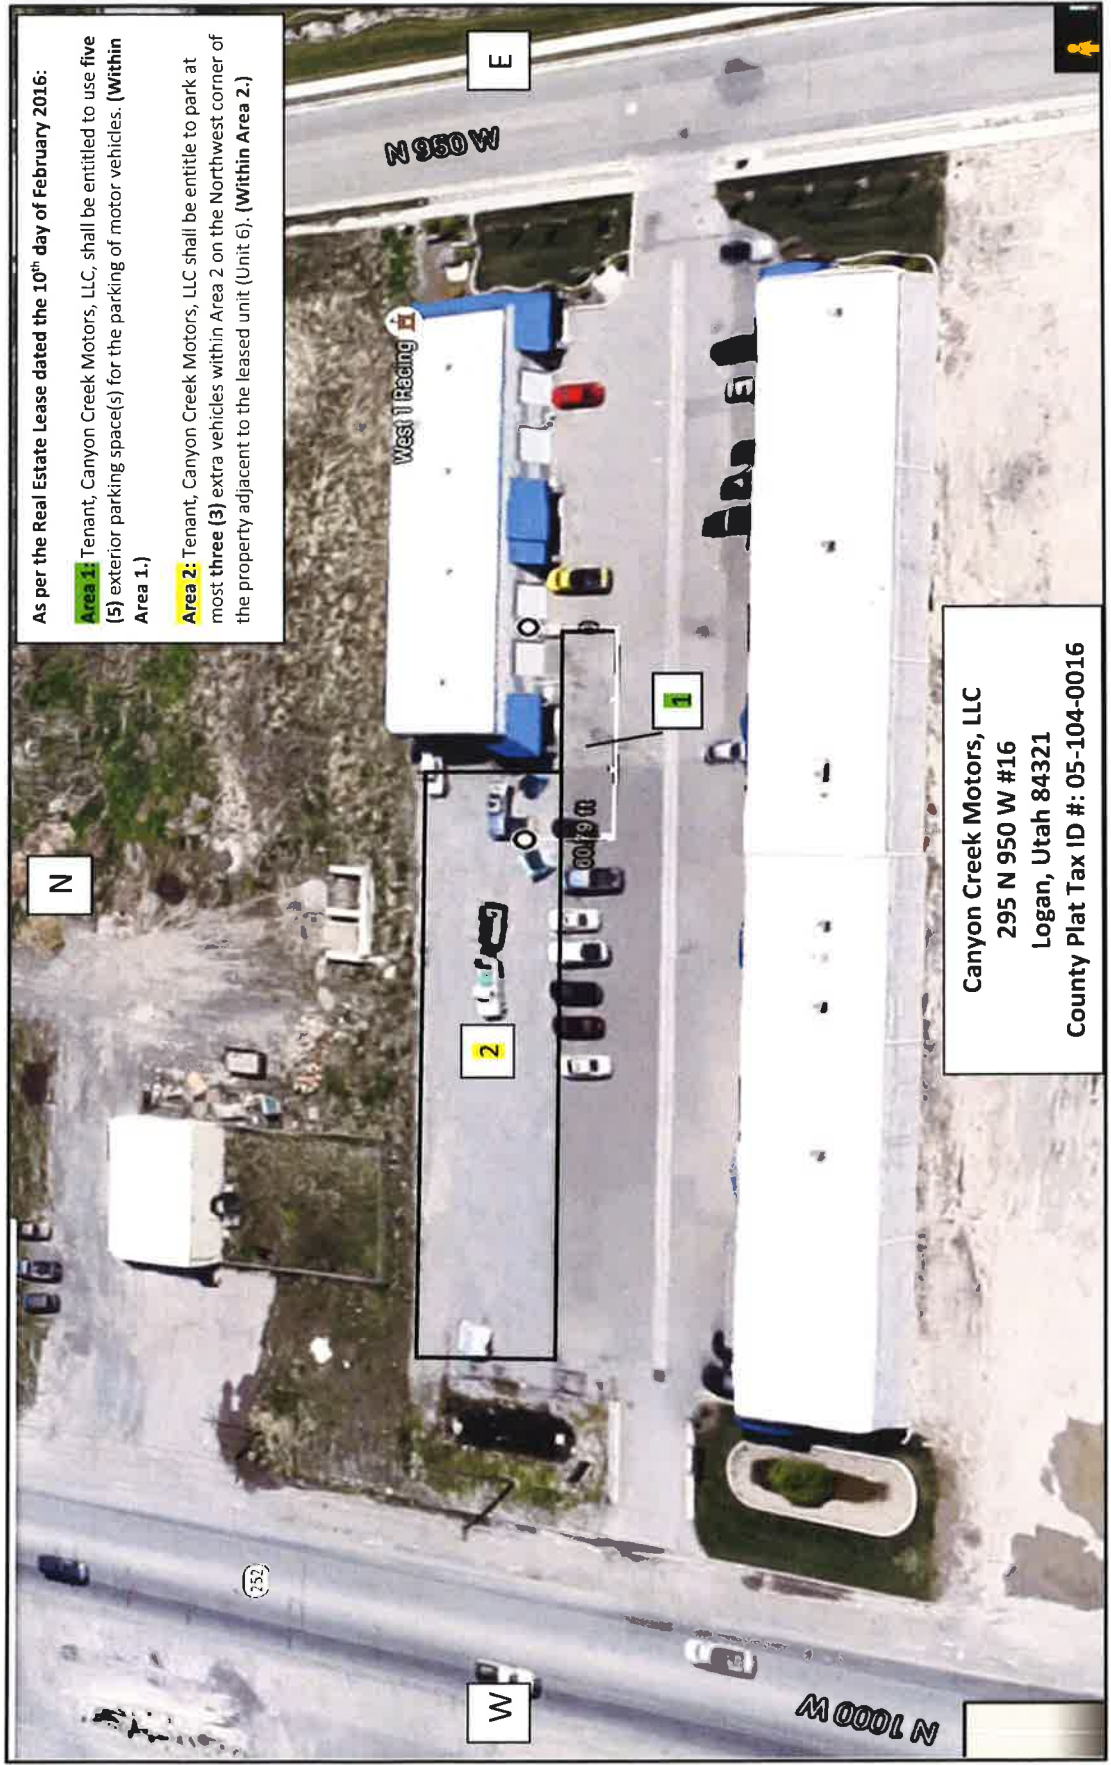 As per the Real Estate Lease dated the 10th day of February 2016:
Area 1: Tenant, Canyon Creek Motors, LLC, shall be entitled to use five
(5) exterior parking space(s) for the parking of motor vehicles. (Within
Area 1.)
Area 2: Tenant, Canyon Creek Motors, LLC shall be entitle to park at
most three (3) extra vehicles within Area 2 on the Northwest corner of
the property adjacent to the leased unit (Unit 6). (Within Area 2.)
N
E
N 950 W
West 1 Racing
1
80.79 ft
2
252
W
N 1000 W
Canyon Creek Motors, LLC
295 N 950 W #16
Logan, Utah 84321
County Plat Tax ID #: 05-104-0016